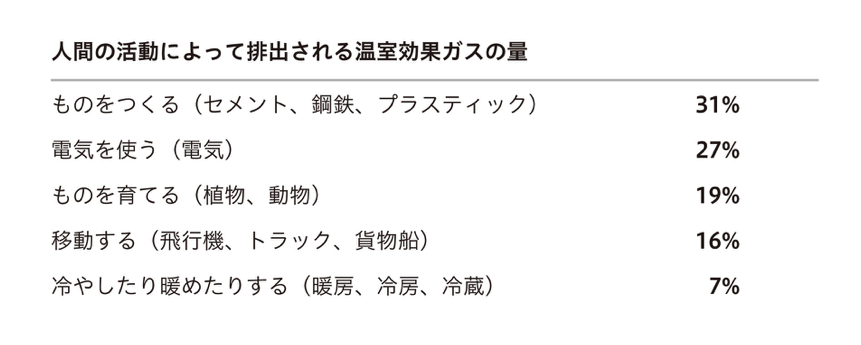 人間の活動によって排出される温室効果ガスの量
ものをつくる（セメント、鋼鉄、プラスティック） 31%
電気を使う（電気） 27%
ものを育てる（植物、動物） 19%
移動する（飛行機、トラック、貨物船） 16%
冷やしたり暖めたりする（暖房、冷房、冷蔵） 7%